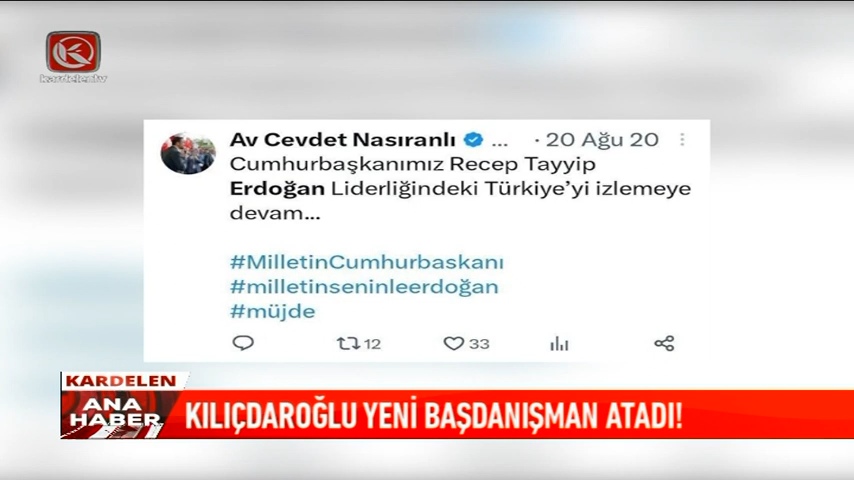 kardelentv
Av Cevdet Nasıranlı ... · 20 Ağu 20
Cumhurbaşkanımız Recep Tayyip
Erdoğan Liderliğindeki Türkiye’yi izlemeye
devam...
#MilletinCumhurbaskanı
#milletinseninleerdoğan
#müjde
12 33
KARDELEN
ANA
HABER
KILIÇDAROĞLU YENİ BAŞDANIŞMAN ATADI!